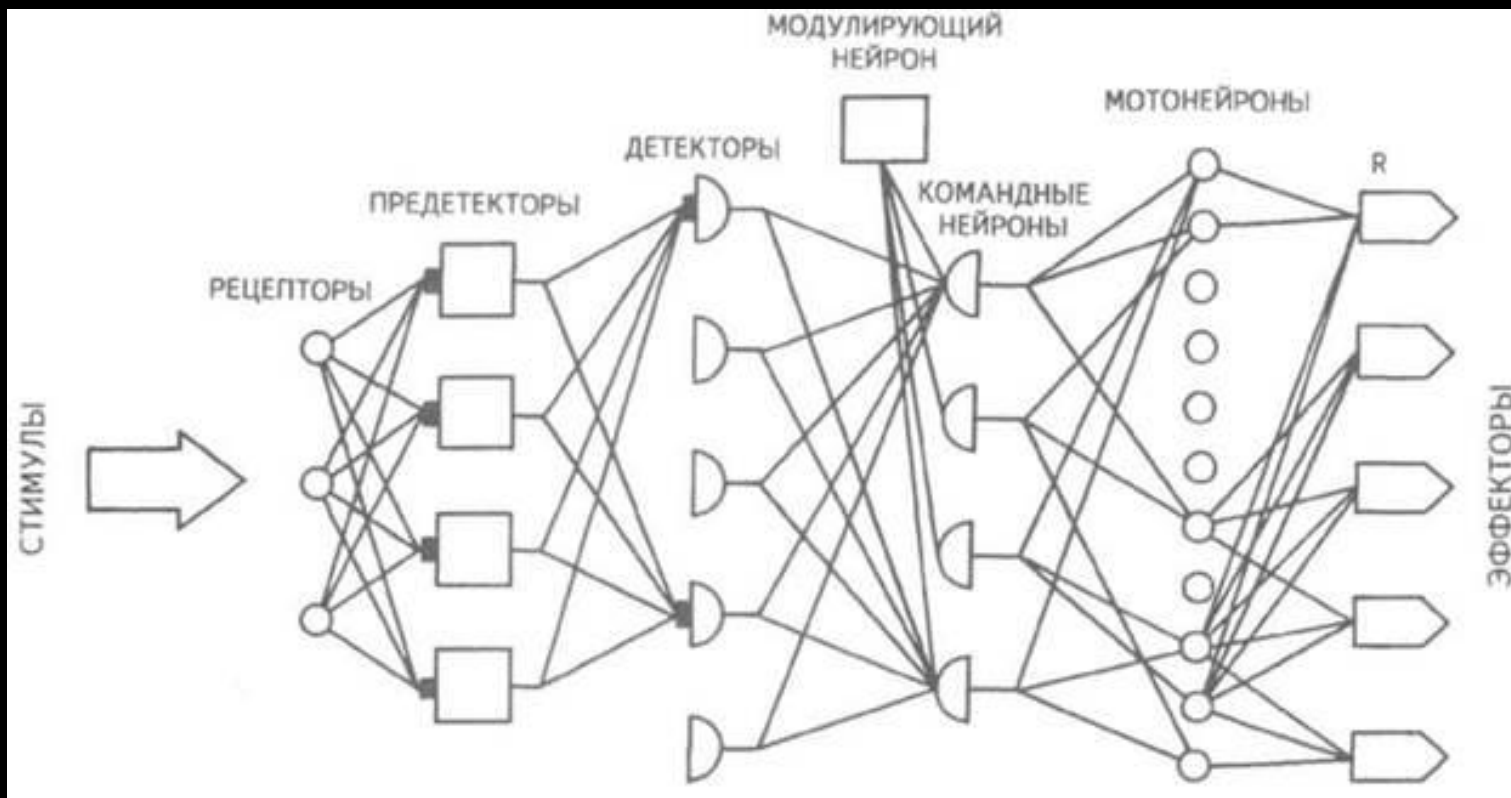 МОДУЛИРУЮЩИЙ
НЕЙРОН
МОТОНЕЙРОНЫ
ДЕТЕКТОРЫ
R
КОМАНДНЫЕ
НЕЙРОНЫ
ПРЕДЕТЕКТОРЫ
РЕЦЕПТОРЫ
СТИМУЛЫ
ЭФФЕКТОРЫ